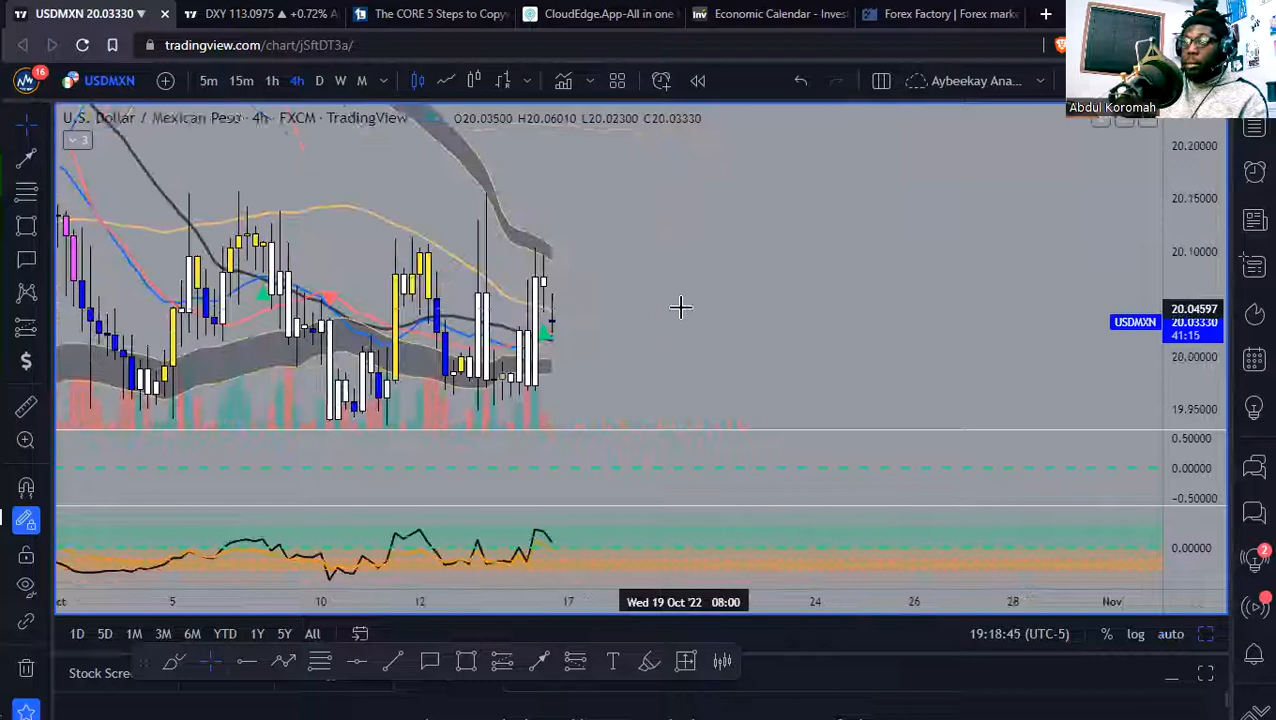 USDMXN 20.03330
DXY 113.0975 ▲ +0.72% A
The CORE 5 Steps to Copy
CloudEdge.App-All in one
Economic Calendar - Invest
Forex Factory | Forex mark
tradingview.com/chart/jSftDT3a/
Abdul Koromah
16
USDMXN
5m 15m 1h 4h D W M
Aybeekay Ana...
U.S. Dollar / Mexican Peso · 4h · FXCM · TradingView
O20.03500 H20.06010 L20.02300 C20.03330
3
20.20000
20.15000
20.10000
20.04597
USDMXN 20.03330
41:15
20.00000
19.95000
0.50000
0.00000
-0.50000
0.00000
ct 5 10 12 17 Wed 19 Oct '22 08:00 24 26 28 Nov
1D 5D 1M 3M 6M YTD 1Y 5Y All
19:18:45 (UTC-5) % log auto
Stock Scre
2